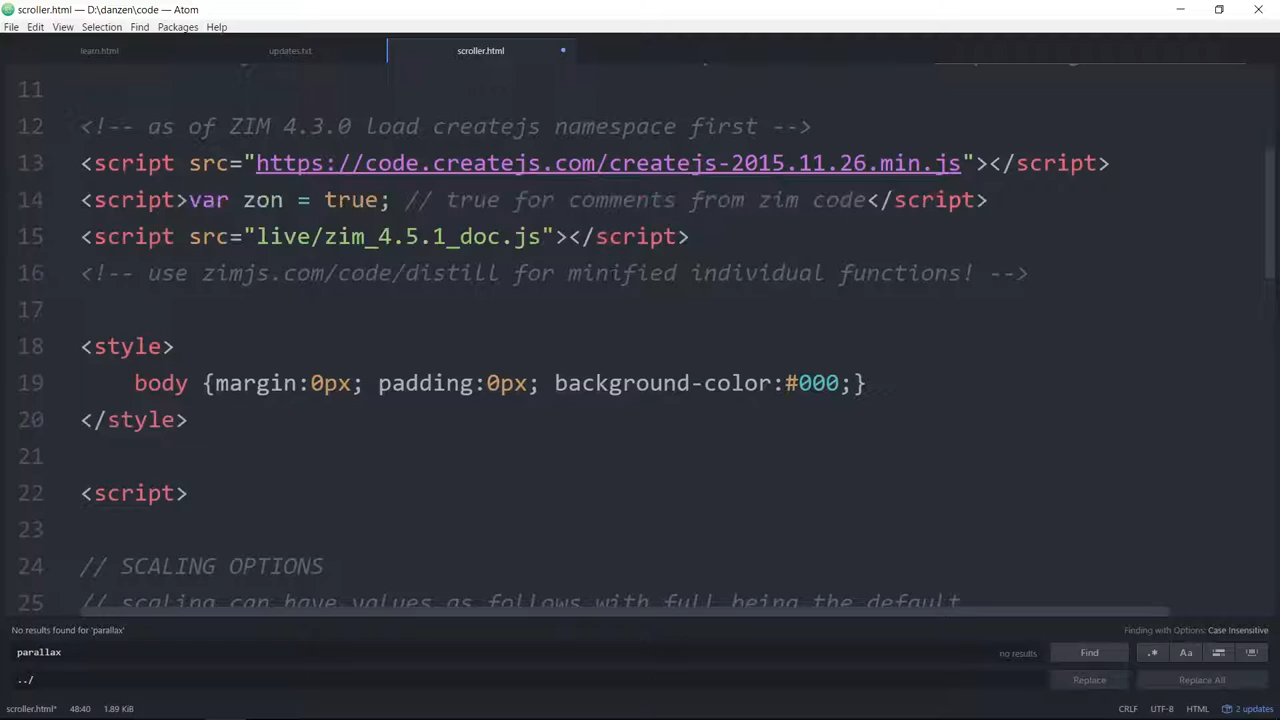 scroller.html — D:\danzen\code — Atom
File Edit View Selection Find Packages Help
learn.html updates.txt scroller.html
11
12 <!-- as of ZIM 4.3.0 load createjs namespace first -->
13 <script src="https://code.createjs.com/createjs-2015.11.26.min.js"></script>
14 <script>var zon = true; // true for comments from zim code</script>
15 <script src="live/zim_4.5.1_doc.js"></script>
16 <!-- use zimjs.com/code/distill for minified individual functions! -->
17
18 <style>
19 body {margin:0px; padding:0px; background-color:#000;}
20 </style>
21
22 <script>
23
24 // SCALING OPTIONS
25 // scaling can have values as follows with full being the default
No results found for 'parallax' Finding with Options: Case Insensitive
parallax no results Find .* Aa
../ Replace Replace All
scroller.html* 48:40 1.89 KiB CRLF UTF-8 HTML 2 updates